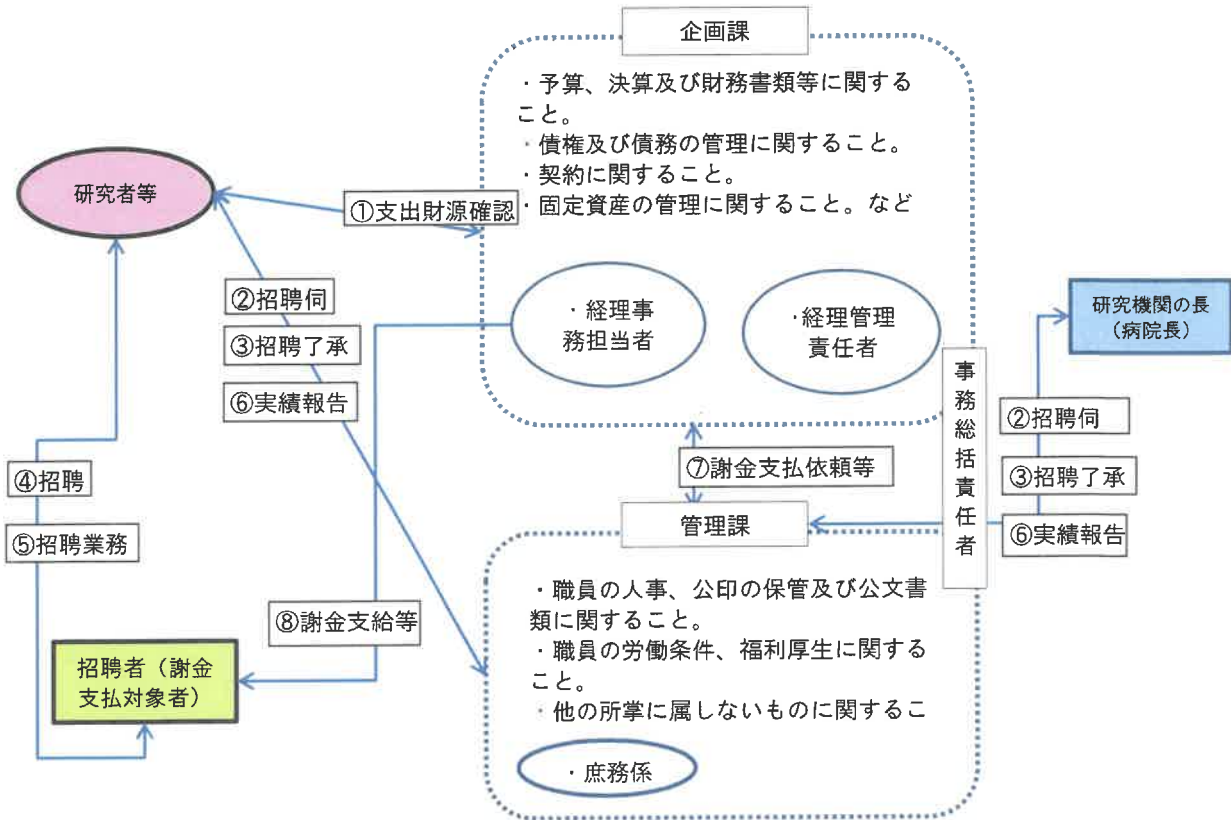 企画課
・予算、決算及び財務書類等に関する
こと。
・債権及び債務の管理に関すること。
・契約に関すること。
・固定資産の管理に関すること。など
研究者等
①支出財源確認
②招聘伺
③招聘了承
⑥実績報告
・経理事
務担当者
・経理管理
責任者
事務総括責任者
研究機関の長
（病院長）
②招聘伺
③招聘了承
⑥実績報告
④招聘
⑤招聘業務
⑦謝金支払依頼等
管理課
・職員の人事、公印の保管及び公文書
類に関すること。
・職員の労働条件、福利厚生に関する
こと。
・他の所掌に属しないものに関するこ
・庶務係
⑧謝金支給等
招聘者（謝金
支払対象者）